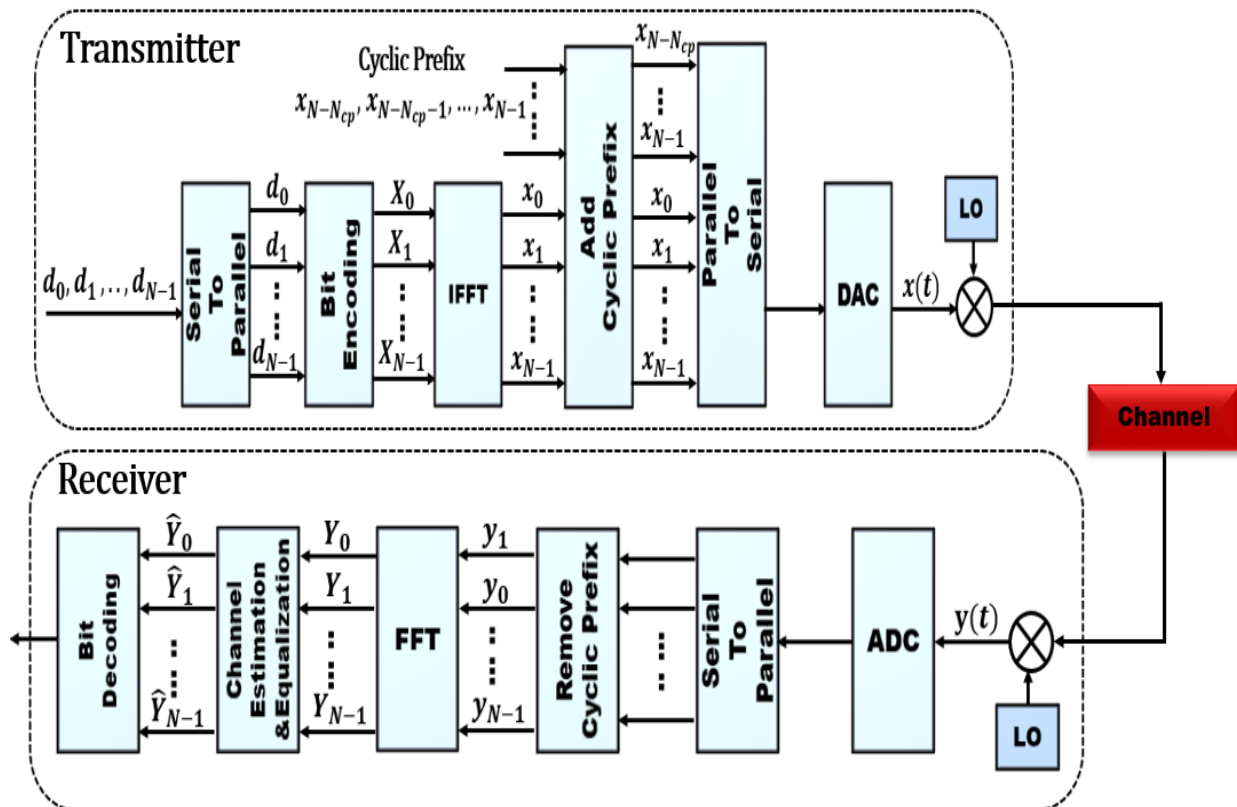 Transmitter
Cyclic Prefix
x_{N-N_{cp}}, x_{N-N_{cp}-1}, ..., x_{N-1}
d_0, d_1, .., d_{N-1}
Serial To Parallel
d_0
d_1
d_{N-1}
Bit Encoding
X_0
X_1
X_{N-1}
IFFT
x_0
x_1
x_{N-1}
Add Cyclic Prefix
x_{N-N_{cp}}
x_{N-1}
x_0
x_1
x_{N-1}
Parallel To Serial
DAC
x(t)
LO
Channel
Receiver
LO
y(t)
ADC
Serial To Parallel
Remove Cyclic Prefix
y_1
y_0
y_{N-1}
FFT
Y_0
Y_1
Y_{N-1}
Channel Estimation &Equalization
Ŷ_0
Ŷ_1
Ŷ_{N-1}
Bit Decoding